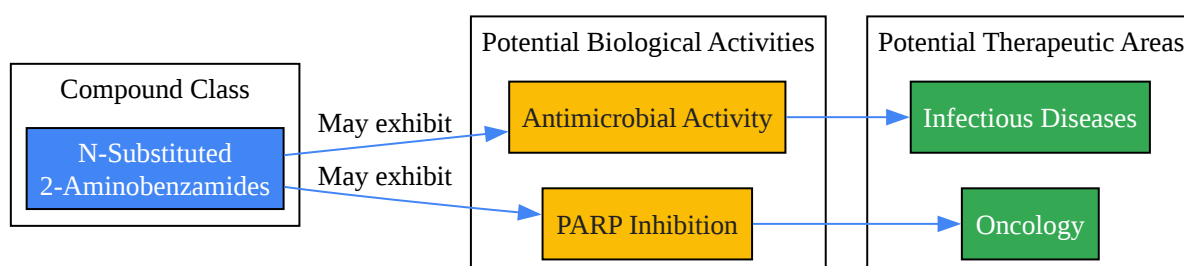 Compound Class
N-Substituted
2-Aminobenzamides
May exhibit
May exhibit
Potential Biological Activities
Antimicrobial Activity
PARP Inhibition
Potential Therapeutic Areas
Infectious Diseases
Oncology